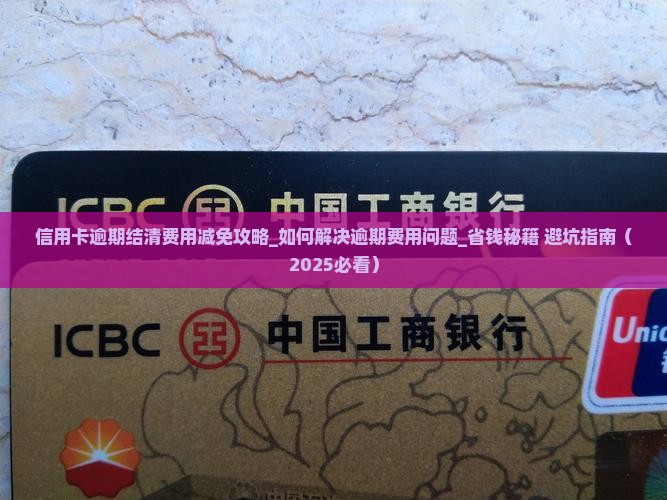 ICBC 中国工商银行
信用卡逾期结清费用减免攻略_如何解决逾期费用问题_省钱秘籍 避坑指南（
2025必看）
ICBC 中国工商银行
Unio